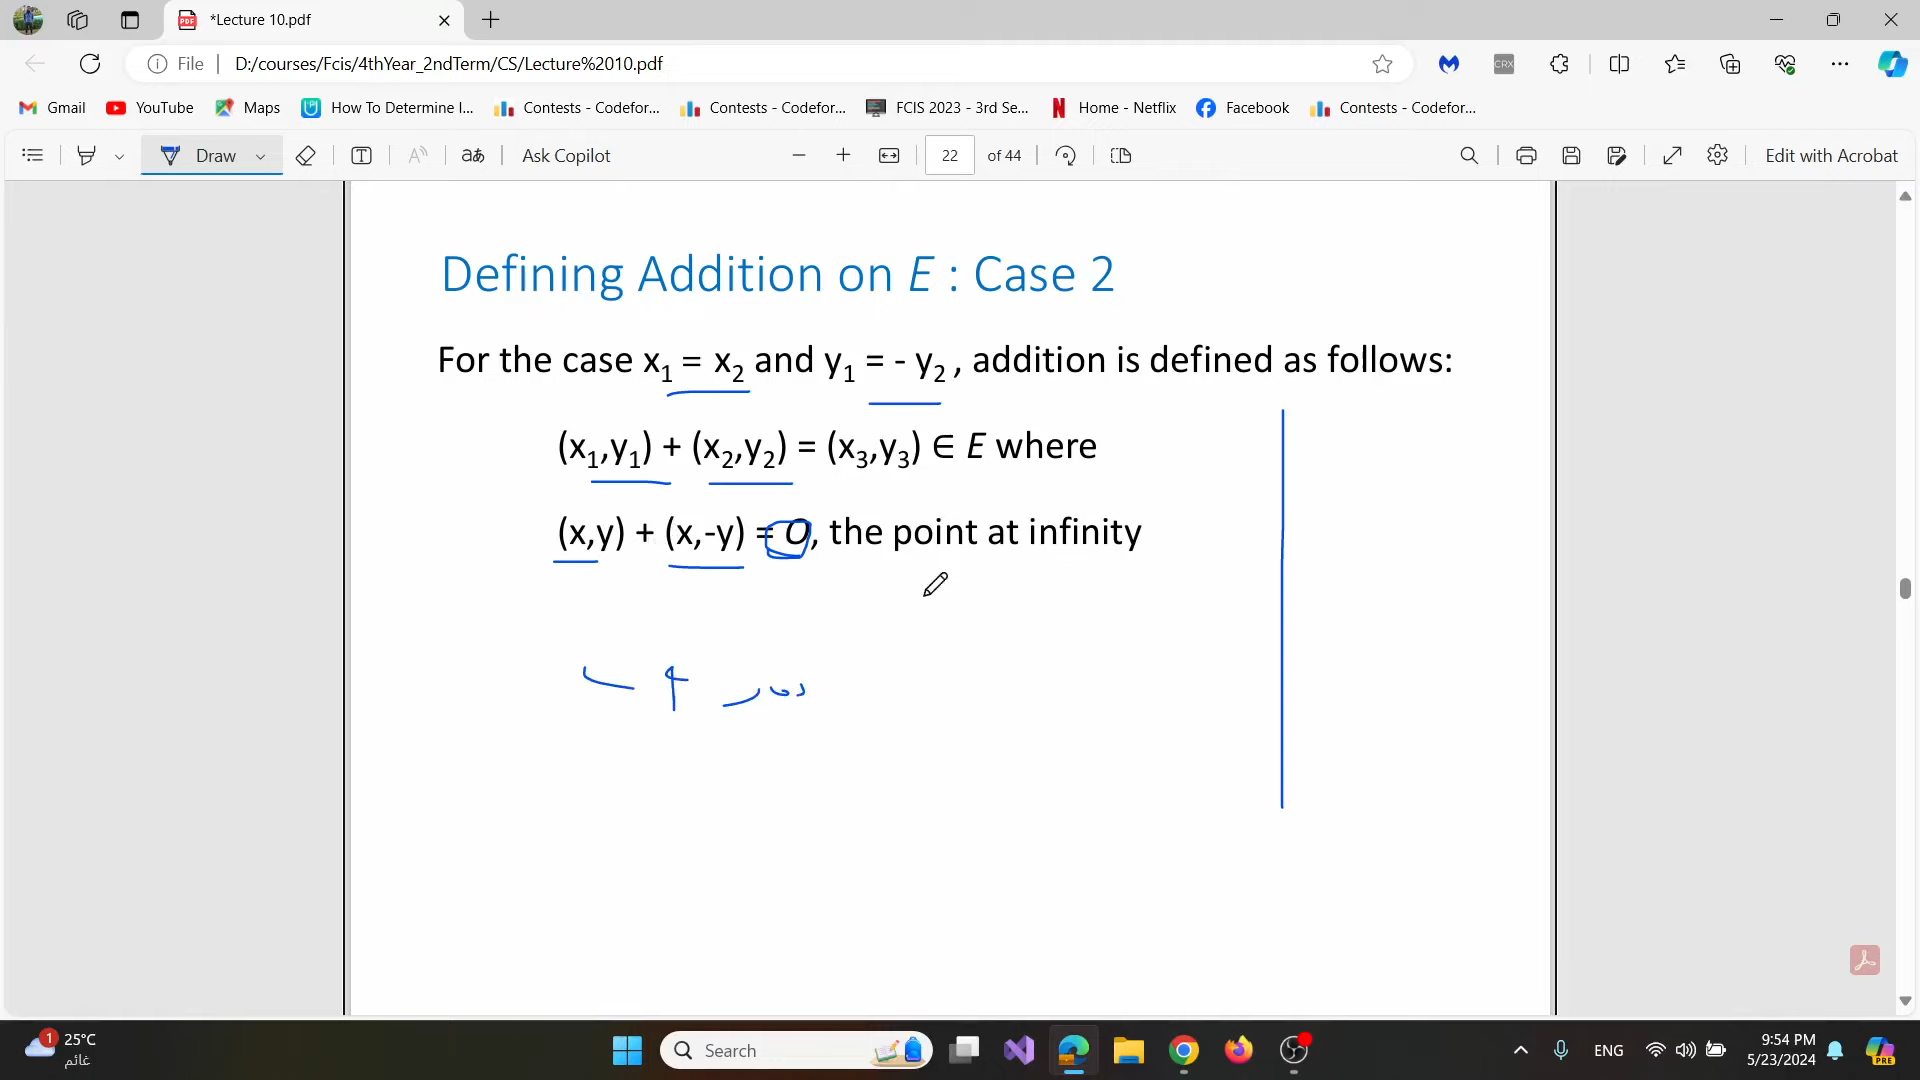 *Lecture 10.pdf
File D:/courses/Fcis/4thYear_2ndTerm/CS/Lecture%2010.pdf
Gmail YouTube Maps How To Determine I... Contests - Codefor... Contests - Codefor... FCIS 2023 - 3rd Se... Home - Netflix Facebook Contests - Codefor...
Draw Ask Copilot 22 of 44 Edit with Acrobat
Defining Addition on E : Case 2
For the case x₁ = x₂ and y₁ = - y₂ , addition is defined as follows:
(x₁,y₁) + (x₂,y₂) = (x₃,y₃) ∈ E where
(x,y) + (x,-y) = O, the point at infinity
1 25°C
غائم
Search
ENG
9:54 PM
5/23/2024
PRE